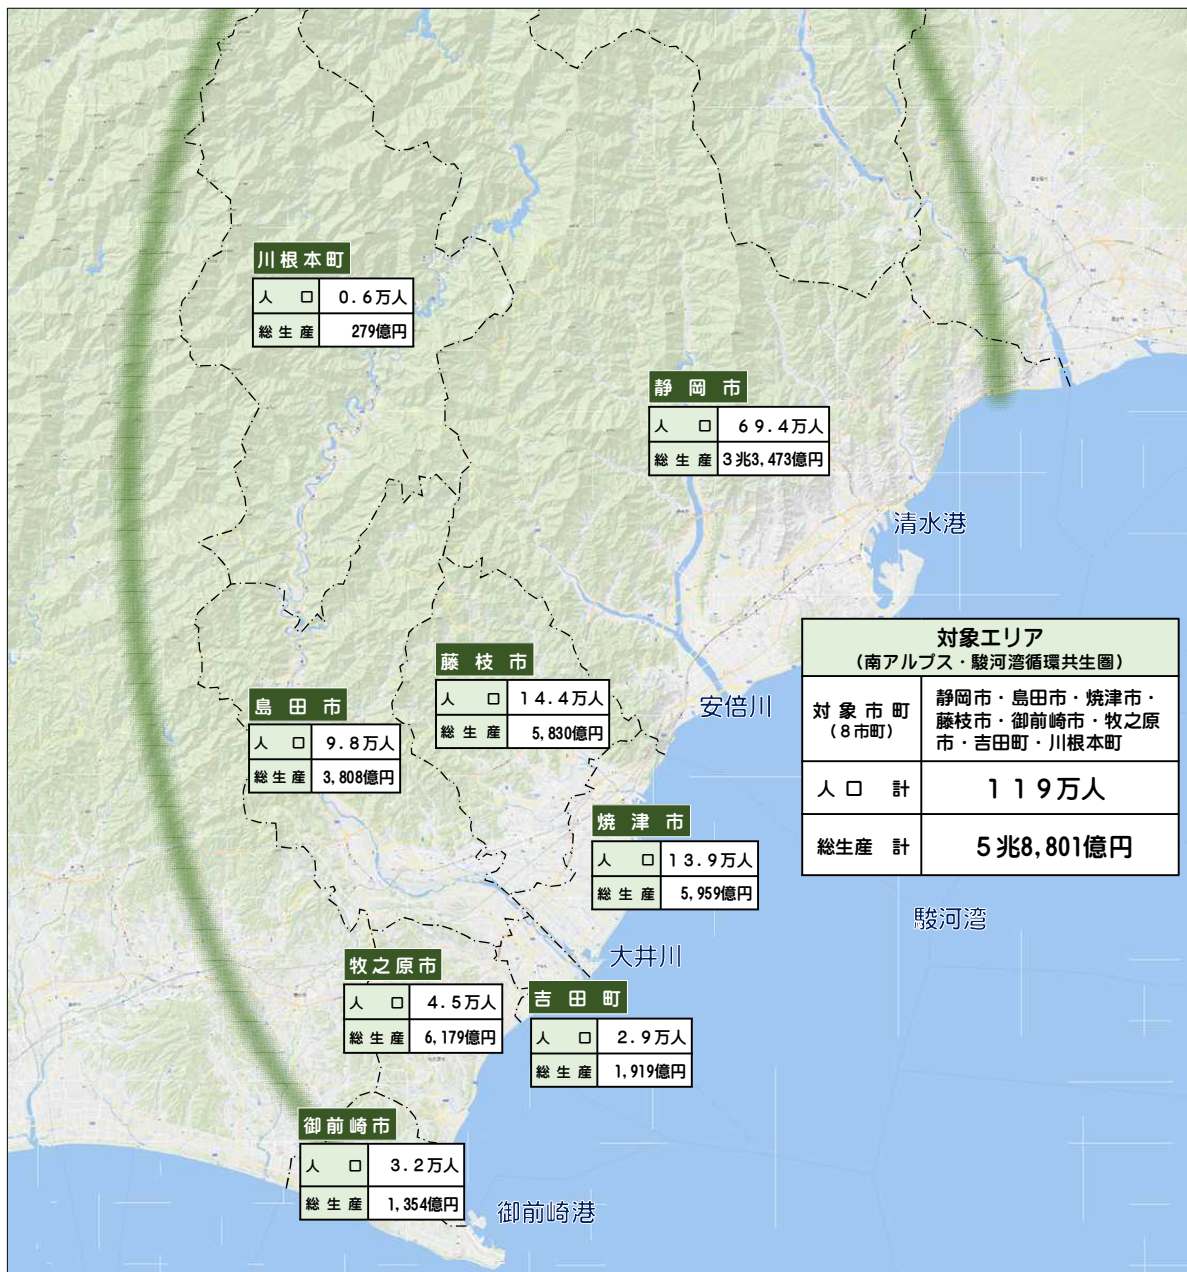 川根本町
人口 0.6万人
総生産 279億円
静岡市
人口 69.4万人
総生産 3兆3,473億円
清水港
対象エリア
(南アルプス・駿河湾循環共生圏)
対象市町
(8市町)
静岡市・島田市・焼津市・
藤枝市・御前崎市・牧之原
市・吉田町・川根本町
人口計 119万人
総生産計 5兆8,801億円
藤枝市
人口 14.4万人
総生産 5,830億円
安倍川
島田市
人口 9.8万人
総生産 3,808億円
焼津市
人口 13.9万人
総生産 5,959億円
駿河湾
大井川
牧之原市
人口 4.5万人
総生産 6,179億円
吉田町
人口 2.9万人
総生産 1,919億円
御前崎市
人口 3.2万人
総生産 1,354億円
御前崎港